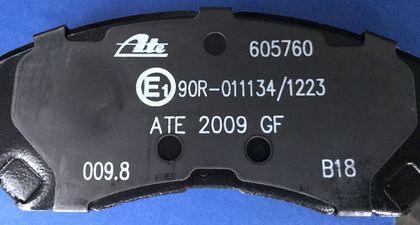 Ate 605760
E1 90R-011134/1223
ATE 2009 GF
009.8 B18